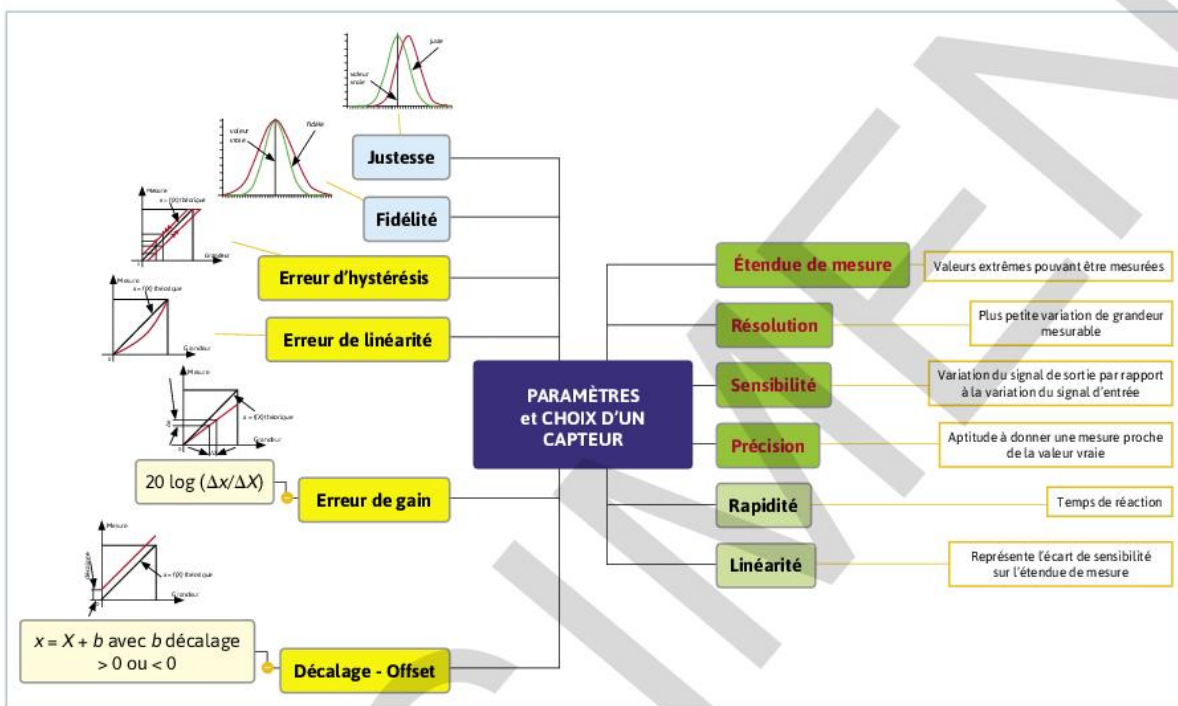 juste
valeur
vraie
Justesse
valeur
vraie
fidèle
Fidélité
Mesure
x = f(X) théorique
Grandeur
Erreur d'hystérésis
Mesure
x = f(X) théorique
Grandeur
Erreur de linéarité
Mesure
x = f(X) théorique
Grandeur
20 log (Δx/ΔX)
Erreur de gain
Mesure
décalage
x = f(X) théorique
Grandeur
x = X + b avec b décalage
> 0 ou < 0
Décalage - Offset
PARAMÈTRES
et CHOIX D'UN
CAPTEUR
Étendue de mesure
Valeurs extrêmes pouvant être mesurées
Résolution
Plus petite variation de grandeur
mesurable
Sensibilité
Variation du signal de sortie par rapport
à la variation du signal d'entrée
Précision
Aptitude à donner une mesure proche
de la valeur vraie
Rapidité
Temps de réaction
Linéarité
Représente l'écart de sensibilité
sur l'étendue de mesure